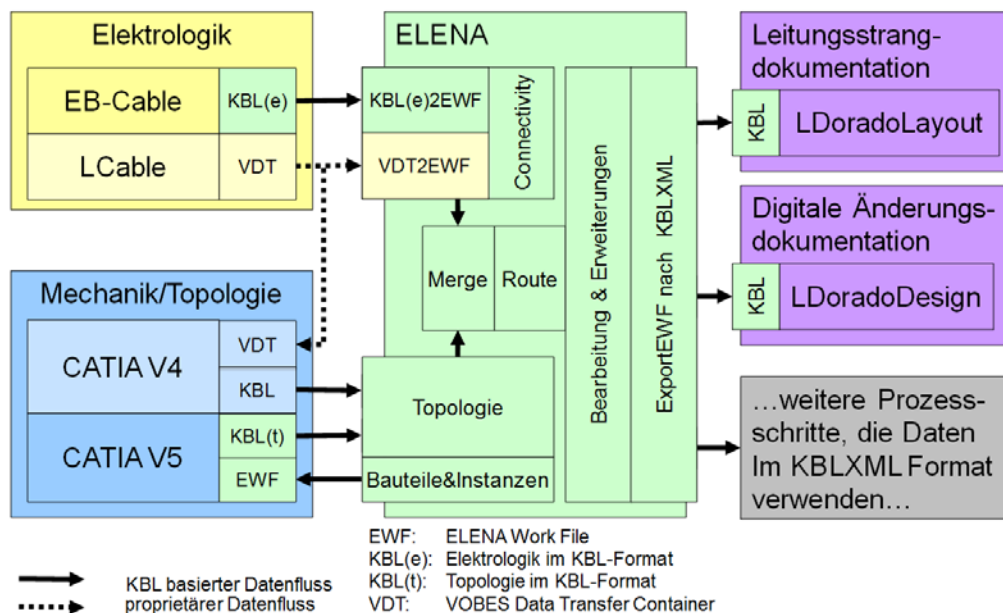 Elektrologik
EB-Cable
KBL(e)
LCable
VDT
Mechanik/Topologie
CATIA V4
VDT
KBL
CATIA V5
KBL(t)
EWF
ELENA
KBL(e)2EWF
VDT2EWF
Connectivity
Merge
Route
Topologie
Bauteile&Instanzen
Bearbeitung & Erweiterungen
ExportEWF nach KBLXML
Leitungsstrang-
dokumentation
KBL
LDoradoLayout
Digitale Änderungs-
dokumentation
KBL
LDoradoDesign
...weitere Prozess-
schritte, die Daten
Im KBLXML Format
verwenden...
KBL basierter Datenfluss
proprietärer Datenfluss
EWF: ELENA Work File
KBL(e): Elektrologik im KBL-Format
KBL(t): Topologie im KBL-Format
VDT: VOBES Data Transfer Container